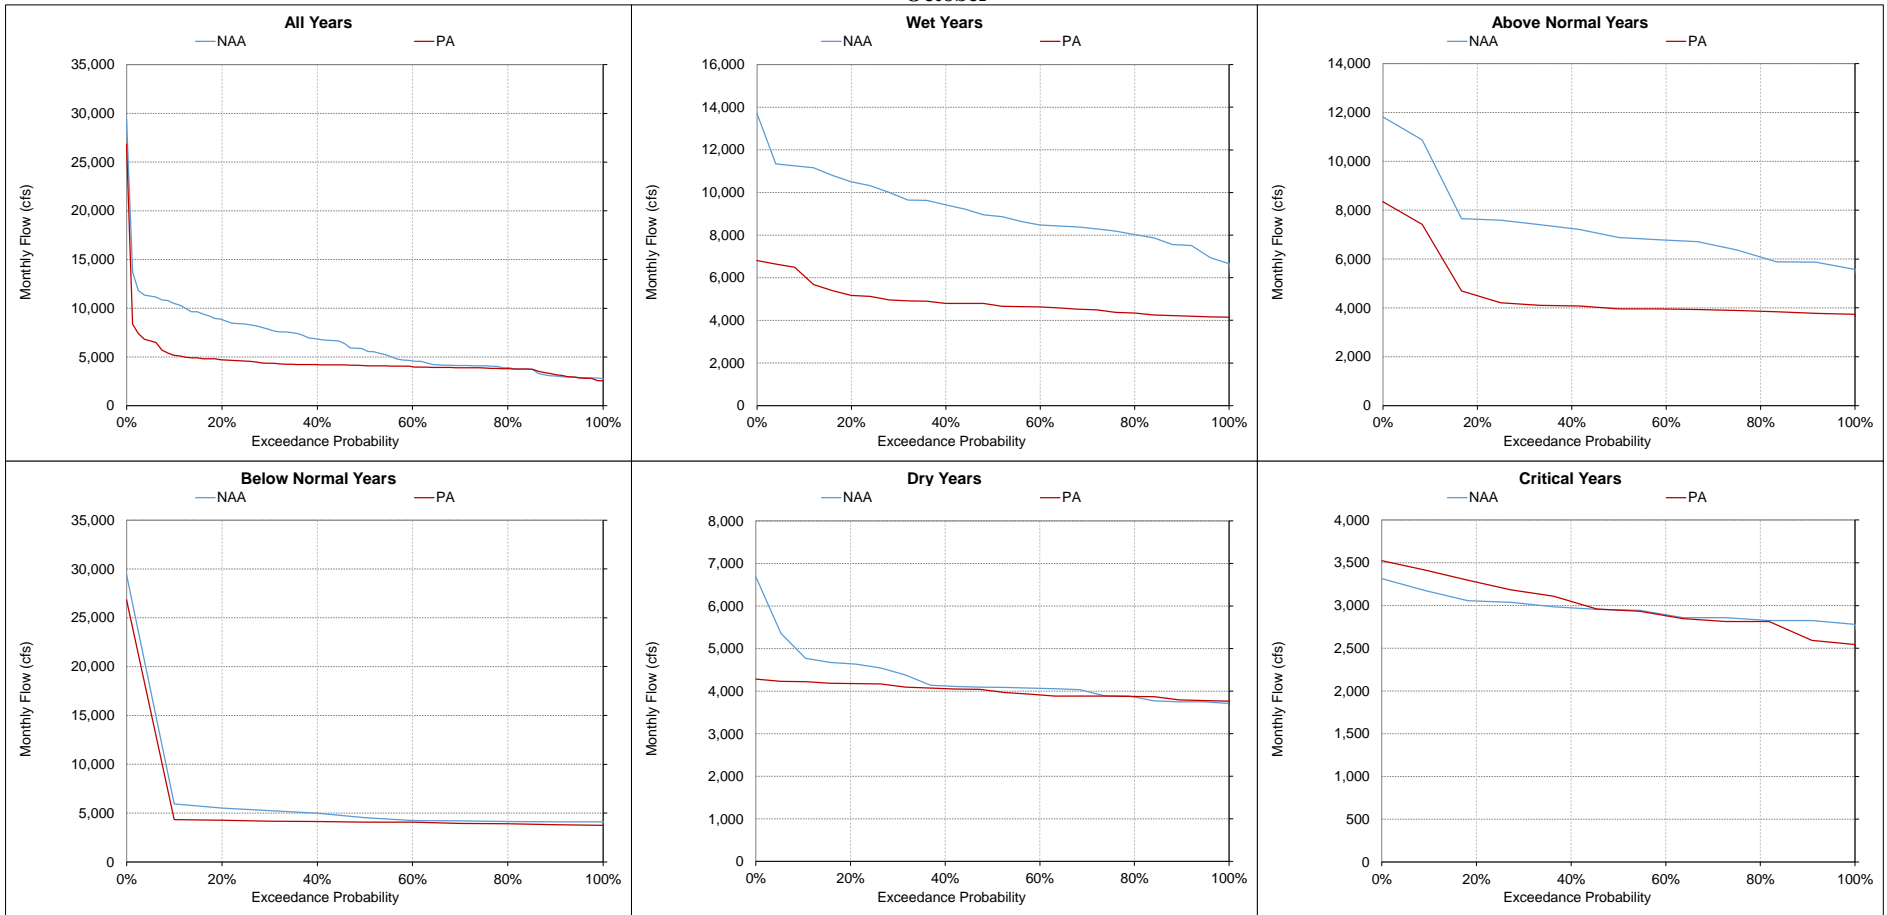 All Years
NAA PA
35,000
30,000
25,000
20,000
15,000
10,000
5,000
0
0% 20% 40% 60% 80% 100%
Monthly Flow (cfs)
Exceedance Probability
Wet Years
NAA PA
16,000
14,000
12,000
10,000
8,000
6,000
4,000
2,000
0
0% 20% 40% 60% 80% 100%
Monthly Flow (cfs)
Exceedance Probability
Above Normal Years
NAA PA
14,000
12,000
10,000
8,000
6,000
4,000
2,000
0
0% 20% 40% 60% 80% 100%
Monthly Flow (cfs)
Exceedance Probability
Below Normal Years
NAA PA
35,000
30,000
25,000
20,000
15,000
10,000
5,000
0
0% 20% 40% 60% 80% 100%
Monthly Flow (cfs)
Exceedance Probability
Dry Years
NAA PA
8,000
7,000
6,000
5,000
4,000
3,000
2,000
1,000
0
0% 20% 40% 60% 80% 100%
Monthly Flow (cfs)
Exceedance Probability
Critical Years
NAA PA
4,000
3,500
3,000
2,500
2,000
1,500
1,000
500
0
0% 20% 40% 60% 80% 100%
Monthly Flow (cfs)
Exceedance Probability